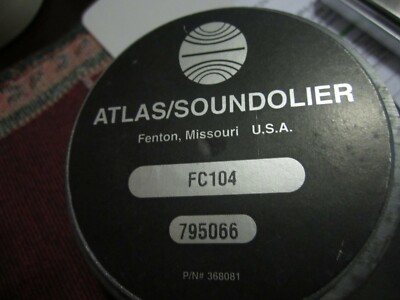 ATLAS/SOUNDOLIER
Fenton, Missouri U.S.A.
FC104
795066
P/N# 368081